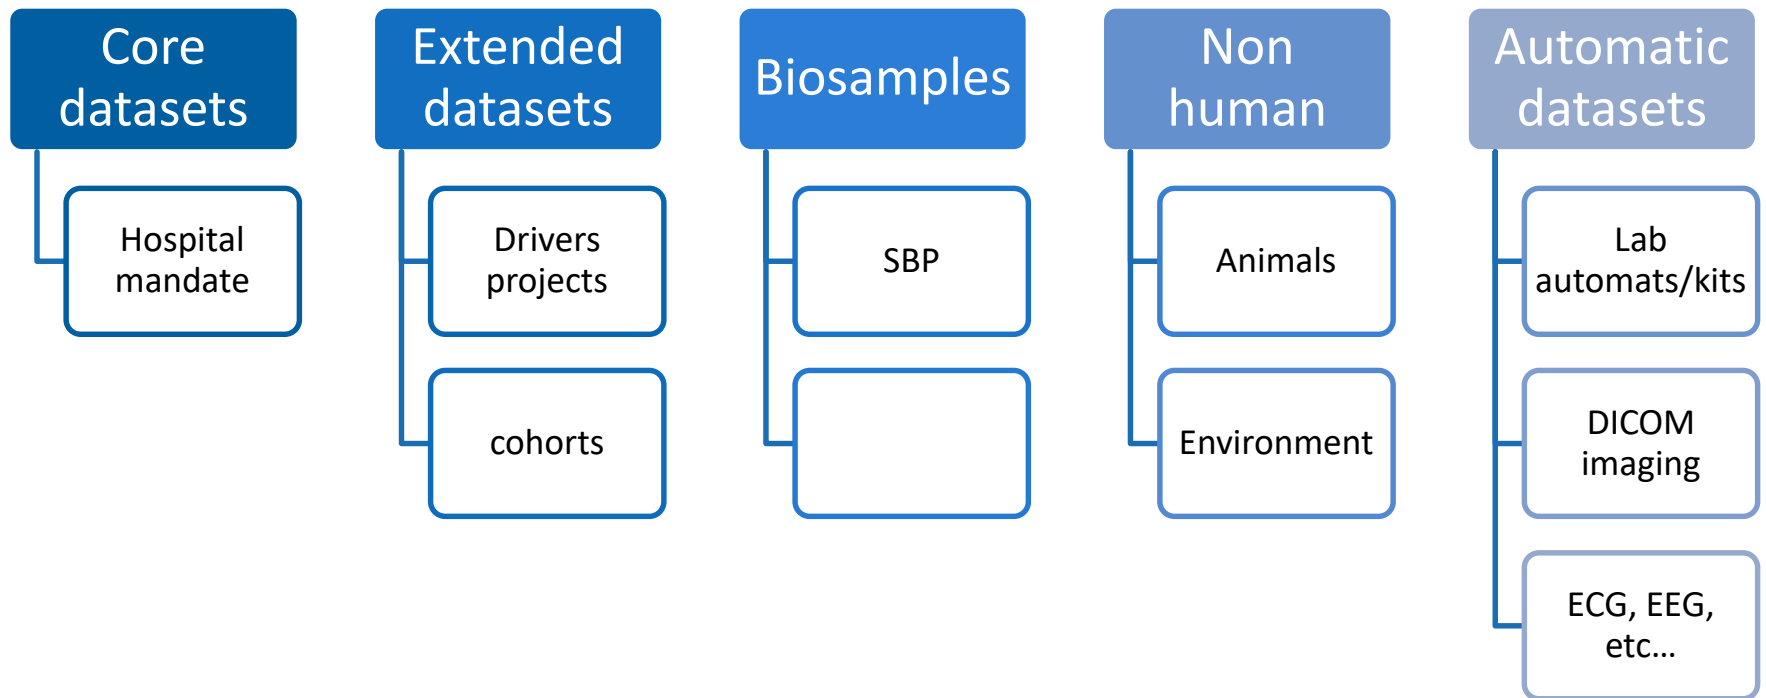 Core
datasets
Hospital
mandate
Extended
datasets
Drivers
projects
cohorts
Biosamples
SBP
Non
human
Animals
Environment
Automatic
datasets
Lab
automats/kits
DICOM
imaging
ECG, EEG,
etc...